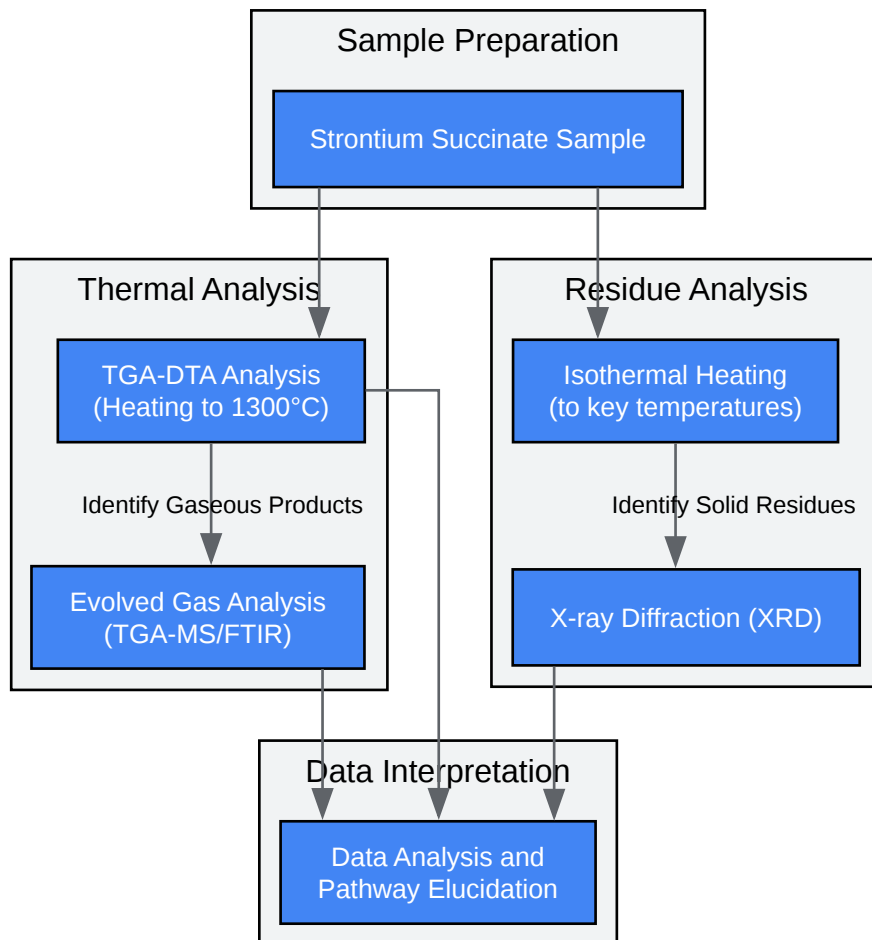 Sample Preparation
Strontium Succinate Sample
Thermal Analysis
TGA-DTA Analysis
(Heating to 1300°C)
Identify Gaseous Products
Evolved Gas Analysis
(TGA-MS/FTIR)
Residue Analysis
Isothermal Heating
(to key temperatures)
Identify Solid Residues
X-ray Diffraction (XRD)
Data Interpretation
Data Analysis and
Pathway Elucidation